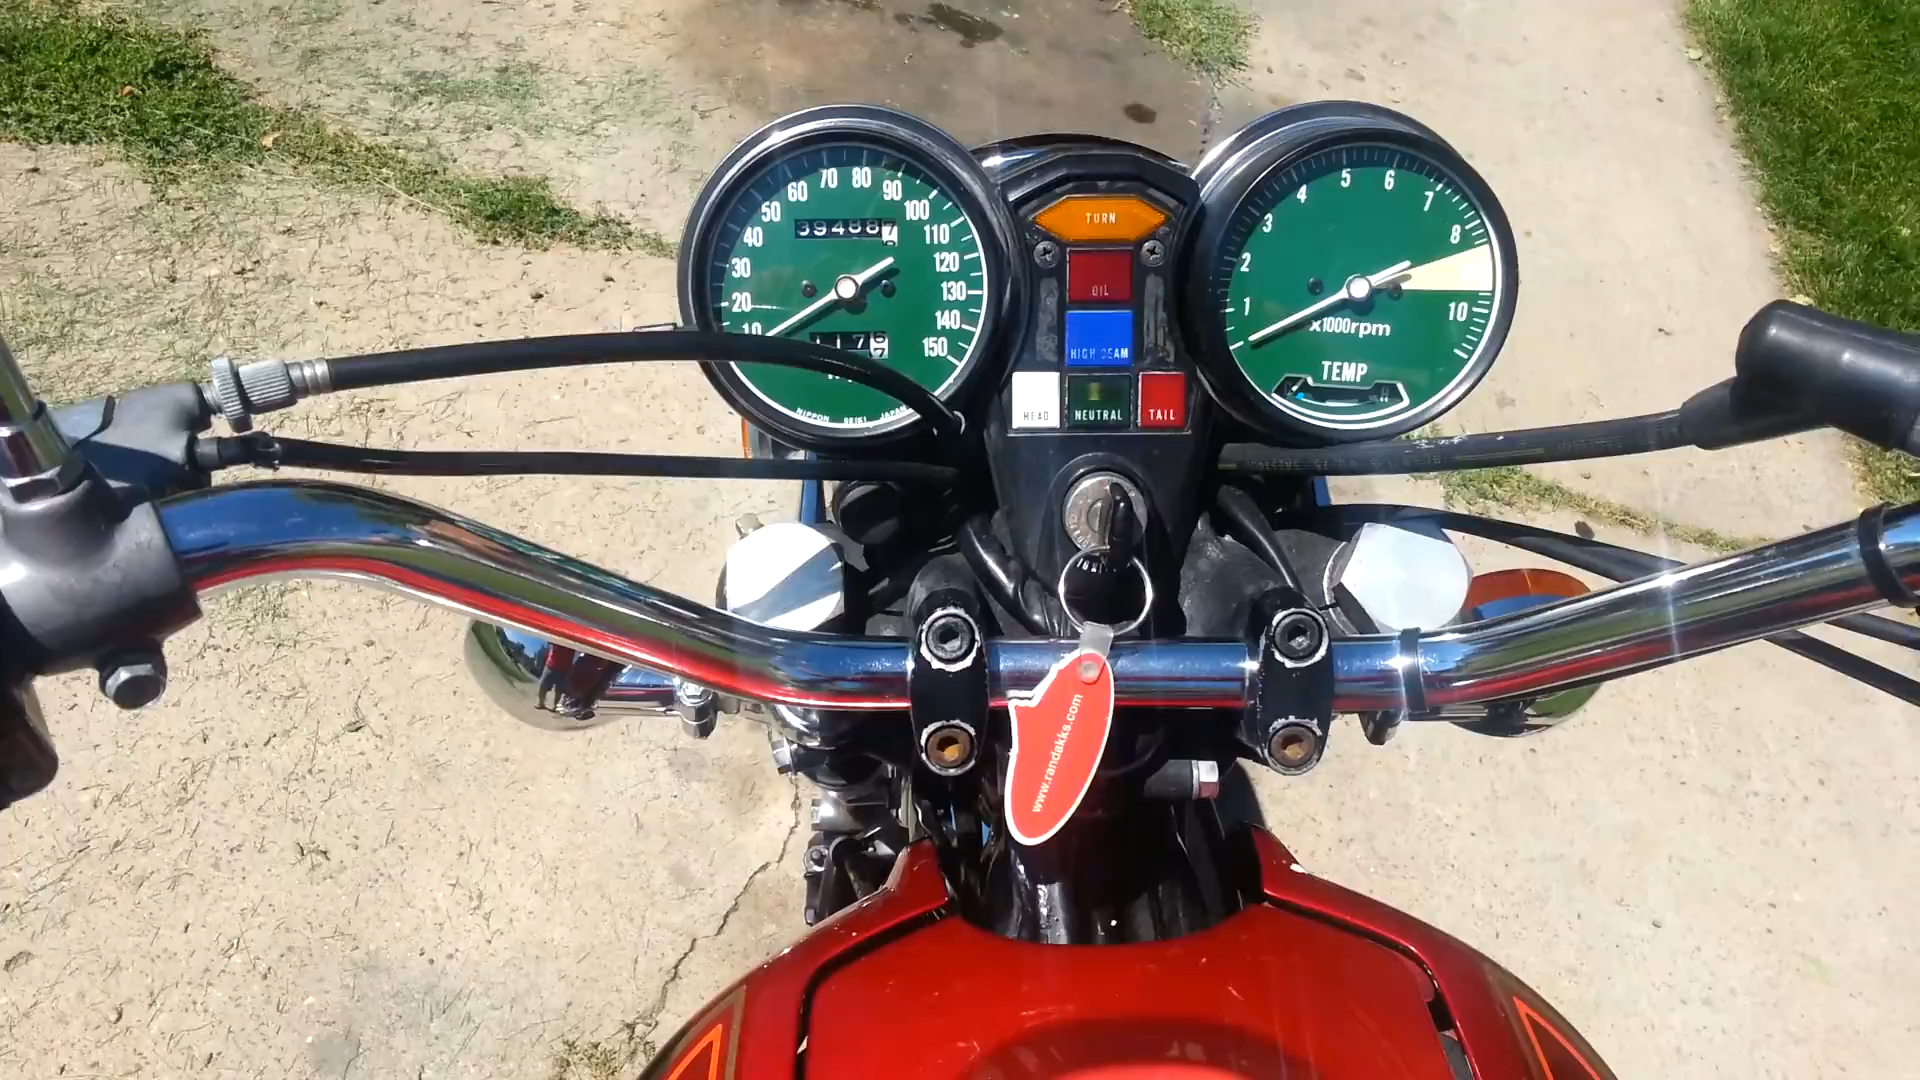 10 20 30 40 50 60 70 80 90 100 110 120 130 140 150
39488
NIPPON SEIKI JAPAN
TURN
OIL
HIGH BEAM
HEAD NEUTRAL TAIL
1 2 3 4 5 6 7 8 10
x1000rpm
TEMP
H
www.randakks.com